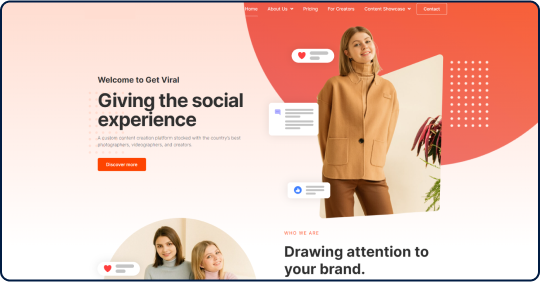 Home About Us Pricing For Creators Content Showcase Contact
Welcome to Get Viral
Giving the social
experience
A custom content creation platform stocked with the country's best
photographers, videographers, and creators.
Discover more
WHO WE ARE
Drawing attention to
your brand.